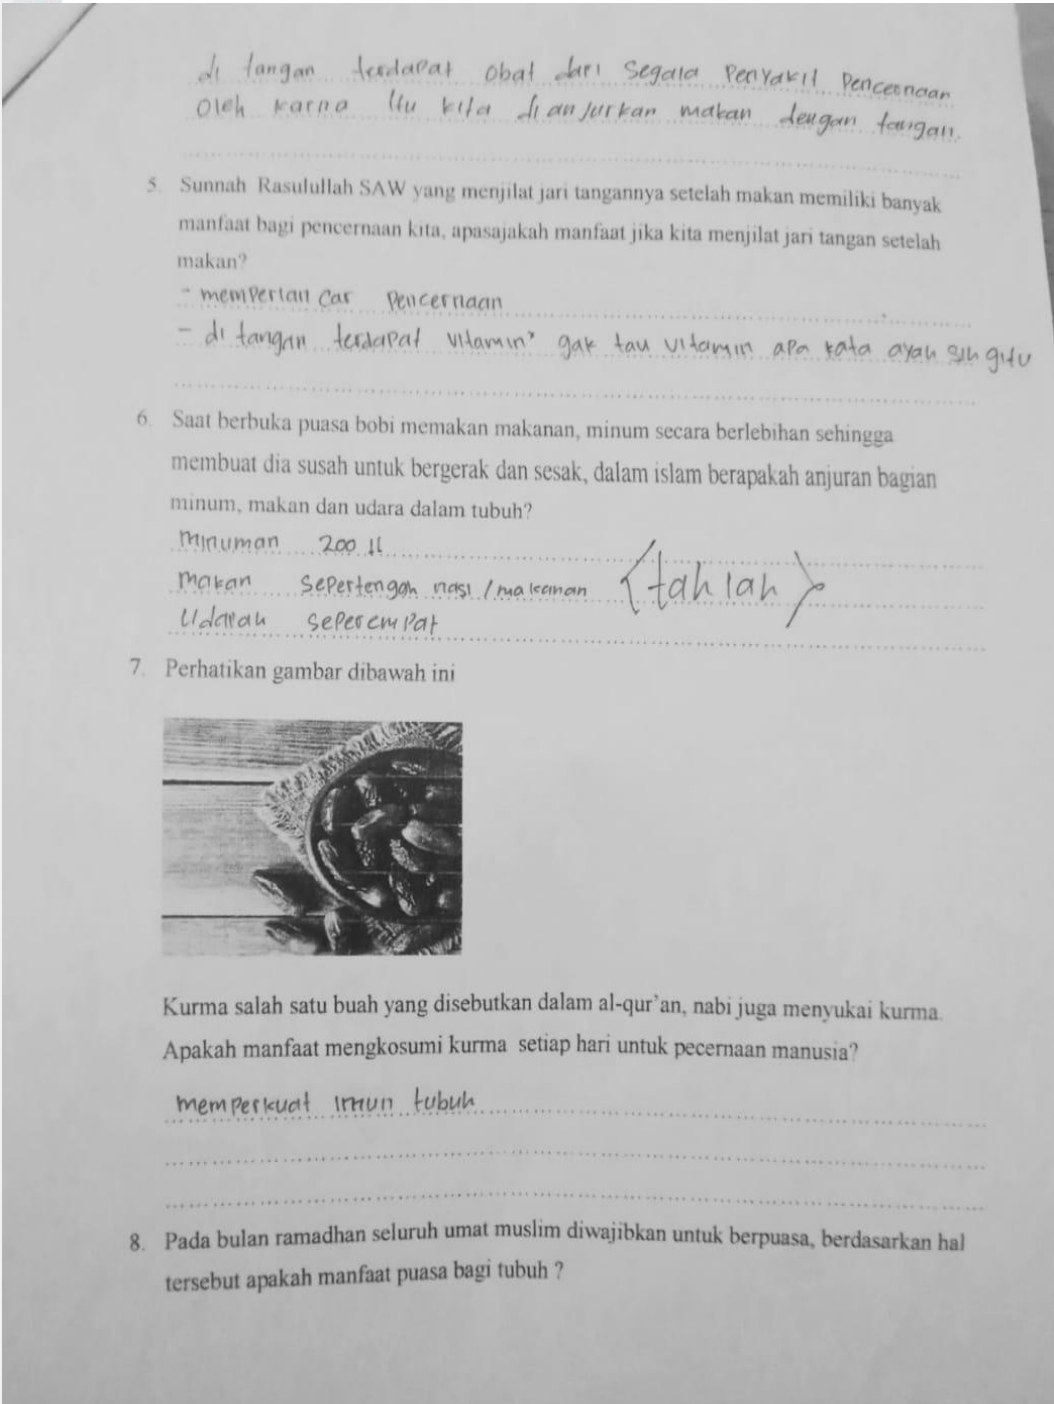 di tangan terdapat obat dari segala penyakit pencernaan
oleh karna itu kita dianjurkan makan dengan tangan.
5. Sunnah Rasulullah SAW yang menjilat jari tangannya setelah makan memiliki banyak
manfaat bagi pencernaan kita, apasajakah manfaat jika kita menjilat jari tangan setelah
makan?
- memperlancar pencernaan
- di tangan terdapat vitamin" gak tau vitamin apa kata ayah sih gitu
6. Saat berbuka puasa bobi memakan makanan, minum secara berlebihan sehingga
membuat dia susah untuk bergerak dan sesak, dalam islam berapakah anjuran bagian
minum, makan dan udara dalam tubuh?
Minuman 200 ll
Makan sepertengah nasi / makanan (tahlah)
Udarah seperempat
7. Perhatikan gambar dibawah ini
Kurma salah satu buah yang disebutkan dalam al-qur'an, nabi juga menyukai kurma.
Apakah manfaat mengkosumi kurma setiap hari untuk pecernaan manusia?
memperkuat imun tubuh
8. Pada bulan ramadhan seluruh umat muslim diwajibkan untuk berpuasa, berdasarkan hal
tersebut apakah manfaat puasa bagi tubuh ?